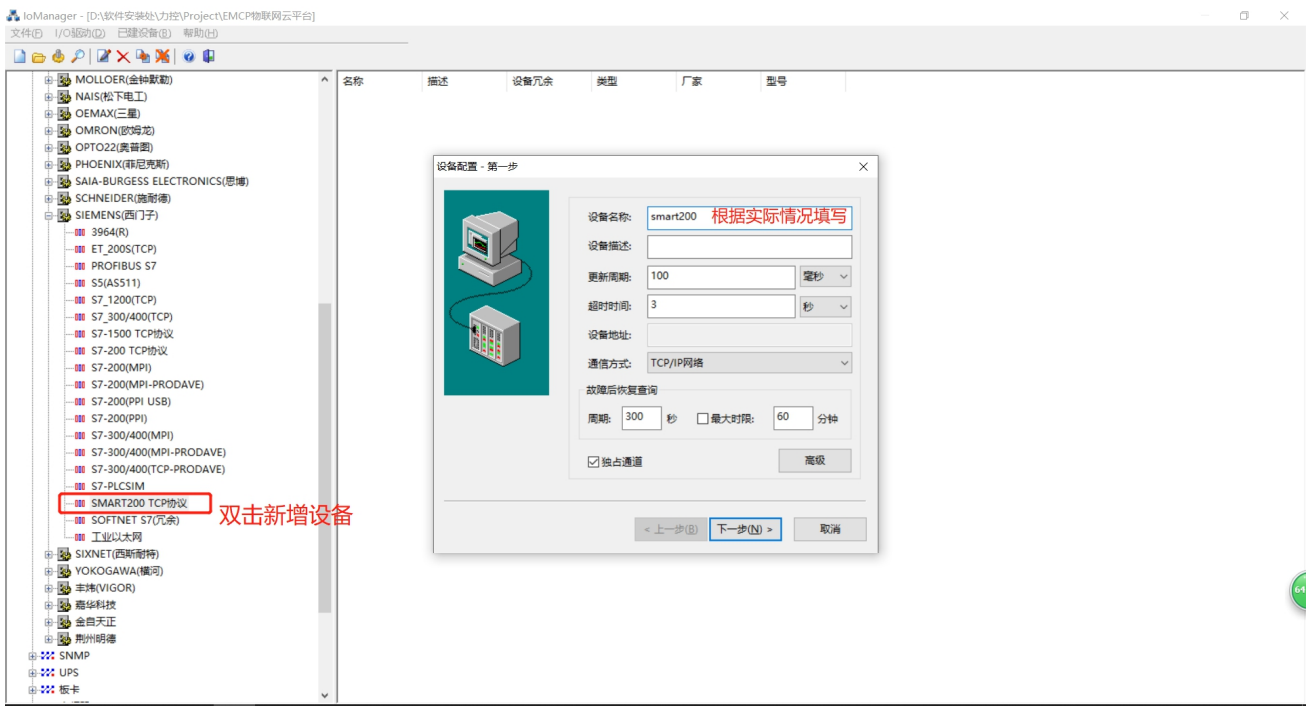 IoManager - [D:\软件安装处\力控\Project\EMCP物联网云平台]
文件(F) I/O驱动(D) 已建设备(B) 帮助(H)
MOLLOER(金钟默勒)
NAIS(松下电工)
OEMAX(三星)
OMRON(欧姆龙)
OPTO22(奥普图)
PHOENIX(菲尼克斯)
SAIA-BURGESS ELECTRONICS(思博)
SCHNEIDER(施耐德)
SIEMENS(西门子)
3964(R)
ET_200S(TCP)
PROFIBUS S7
S5(AS511)
S7_1200(TCP)
S7_300/400(TCP)
S7-1500 TCP协议
S7-200 TCP协议
S7-200(MPI)
S7-200(MPI-PRODAVE)
S7-200(PPI USB)
S7-200(PPI)
S7-300/400(MPI)
S7-300/400(MPI-PRODAVE)
S7-300/400(TCP-PRODAVE)
S7-PLCSIM
SMART200 TCP协议
双击新增设备
SOFTNET S7(冗余)
工业以太网
SIXNET(西斯耐特)
YOKOGAWA(横河)
丰炜(VIGOR)
嘉华科技
金自天正
荆州明德
SNMP
UPS
板卡
名称 描述 设备冗余 类型 厂家 型号
设备配置 - 第一步
设备名称: smart200 根据实际情况填写
设备描述:
更新周期: 100 毫秒
超时时间: 3 秒
设备地址:
通信方式: TCP/IP网络
故障后恢复查询
周期: 300 秒 最大时限: 60 分钟
独占通道 高级
< 上一步(B) 下一步(N) > 取消